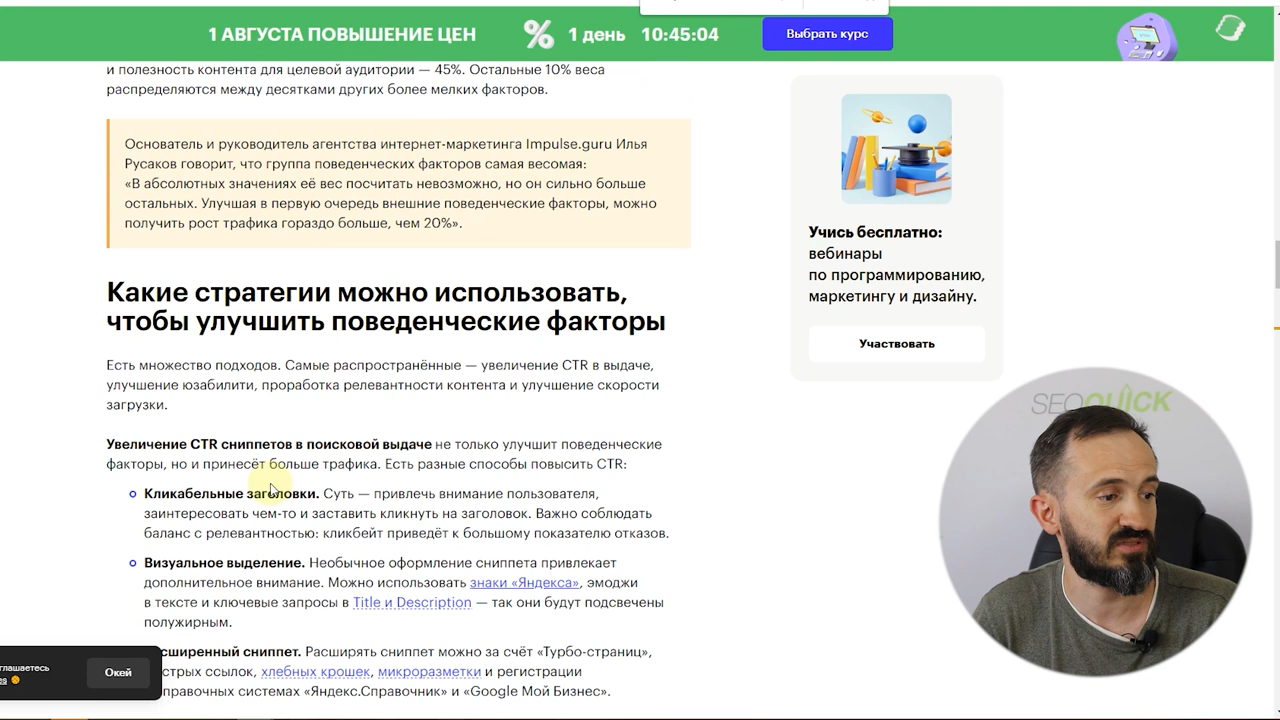 1 АВГУСТА ПОВЫШЕНИЕ ЦЕН
%
1 день 10:45:04
Выбрать курс
и полезность контента для целевой аудитории — 45%. Остальные 10% веса
распределяются между десятками других более мелких факторов.
Основатель и руководитель агентства интернет-маркетинга Impulse.guru Илья
Русаков говорит, что группа поведенческих факторов самая весомая:
«В абсолютных значениях её вес посчитать невозможно, но он сильно больше
остальных. Улучшая в первую очередь внешние поведенческие факторы, можно
получить рост трафика гораздо больше, чем 20%».
Какие стратегии можно использовать,
чтобы улучшить поведенческие факторы
Есть множество подходов. Самые распространённые — увеличение CTR в выдаче,
улучшение юзабилити, проработка релевантности контента и улучшение скорости
загрузки.
Увеличение CTR сниппетов в поисковой выдаче не только улучшит поведенческие
факторы, но и принесёт больше трафика. Есть разные способы повысить CTR:
Кликабельные заголовки. Суть — привлечь внимание пользователя,
заинтересовать чем-то и заставить кликнуть на заголовок. Важно соблюдать
баланс с релевантностью: кликбейт приведёт к большому показателю отказов.
Визуальное выделение. Необычное оформление сниппета привлекает
дополнительное внимание. Можно использовать знаки «Яндекса», эмоджи
в тексте и ключевые запросы в Title и Description — так они будут подсвечены
полужирным.
сширенный сниппет. Расширять сниппет можно за счёт «Турбо-страниц»,
стрых ссылок, хлебных крошек, микроразметки и регистрации
правочных системах «Яндекс.Справочник» и «Google Мой Бизнес».
глашаетесь
Окей
Учись бесплатно:
вебинары
по программированию,
маркетингу и дизайну.
Участвовать
SEOQUICK